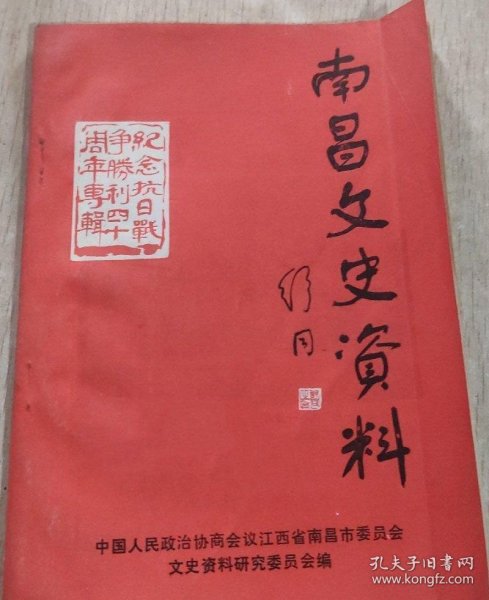 南昌文史資料
舒同
紀念抗日戰
争勝利四十
周年專輯
中国人民政治协商会议江西省南昌市委员会
文史资料研究委员会编
孔夫子旧书网
www.kongfz.com